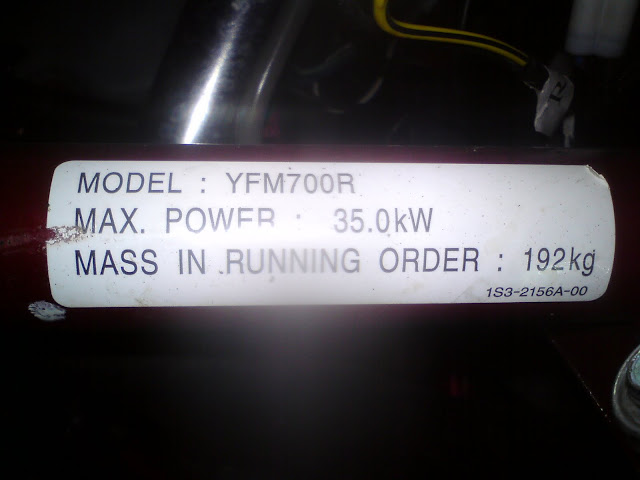 MODEL : YFM700R
MAX. POWER : 35.0kW
MASS IN RUNNING ORDER : 192kg
1S3-2156A-00